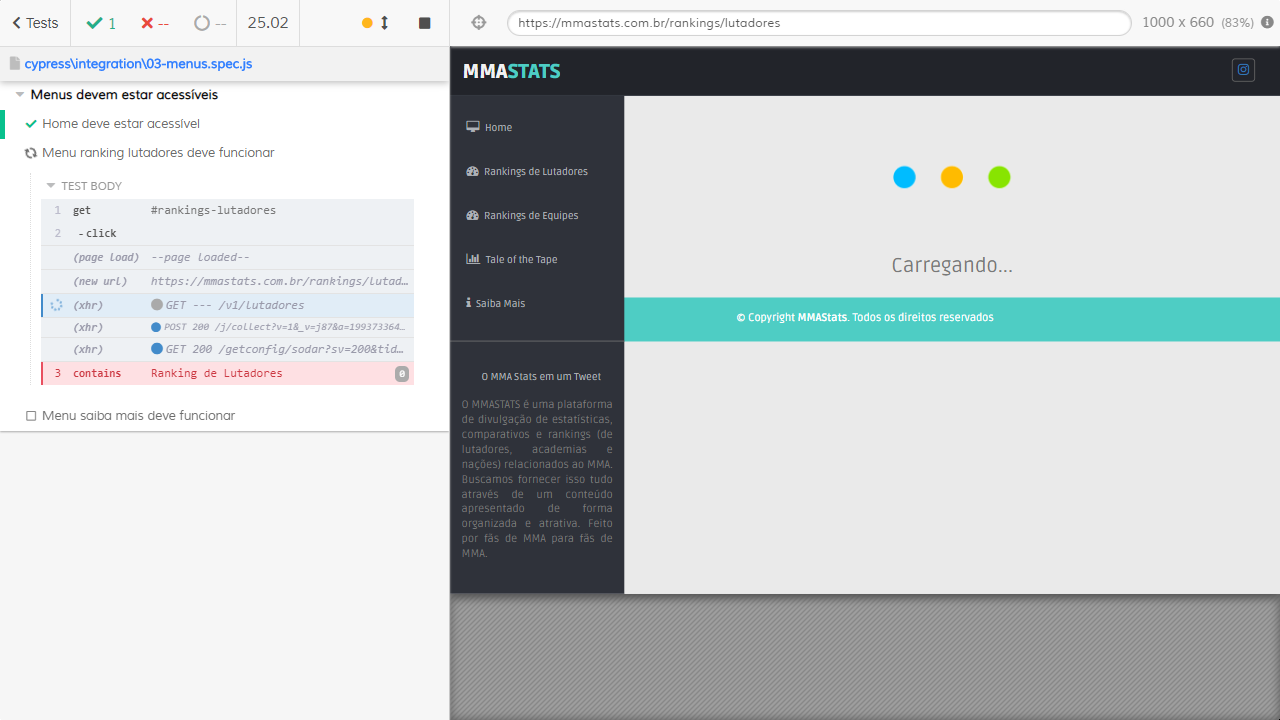 Tests
1
--
--
25.02
https://mmastats.com.br/rankings/lutadores
1000 x 660 (83%)
cypress\integration\03-menus.spec.js
Menus devem estar acessíveis
Home deve estar acessível
Menu ranking lutadores deve funcionar
TEST BODY
1 get #rankings-lutadores
2 - click
(page load) --page loaded--
(new url) https://mmastats.com.br/rankings/lutad...
(xhr) GET --- /v1/lutadores
(xhr) POST 200 /j/collect?v=1&_v=j87&a=199373364...
(xhr) GET 200 /getconfig/sodar?sv=200&tid...
3 contains Ranking de Lutadores 0
Menu saiba mais deve funcionar
MMASTATS
Home
Rankings de Lutadores
Rankings de Equipes
Tale of the Tape
Saiba Mais
O MMA Stats em um Tweet
O MMASTATS é uma plataforma
de divulgação de estatísticas,
comparativos e rankings (de
lutadores, academias e
nações) relacionados ao MMA.
Buscamos fornecer isso tudo
através de um conteúdo
apresentado de forma
organizada e atrativa. Feito
por fãs de MMA para fãs de
MMA.
Carregando...
© Copyright MMAStats. Todos os direitos reservados